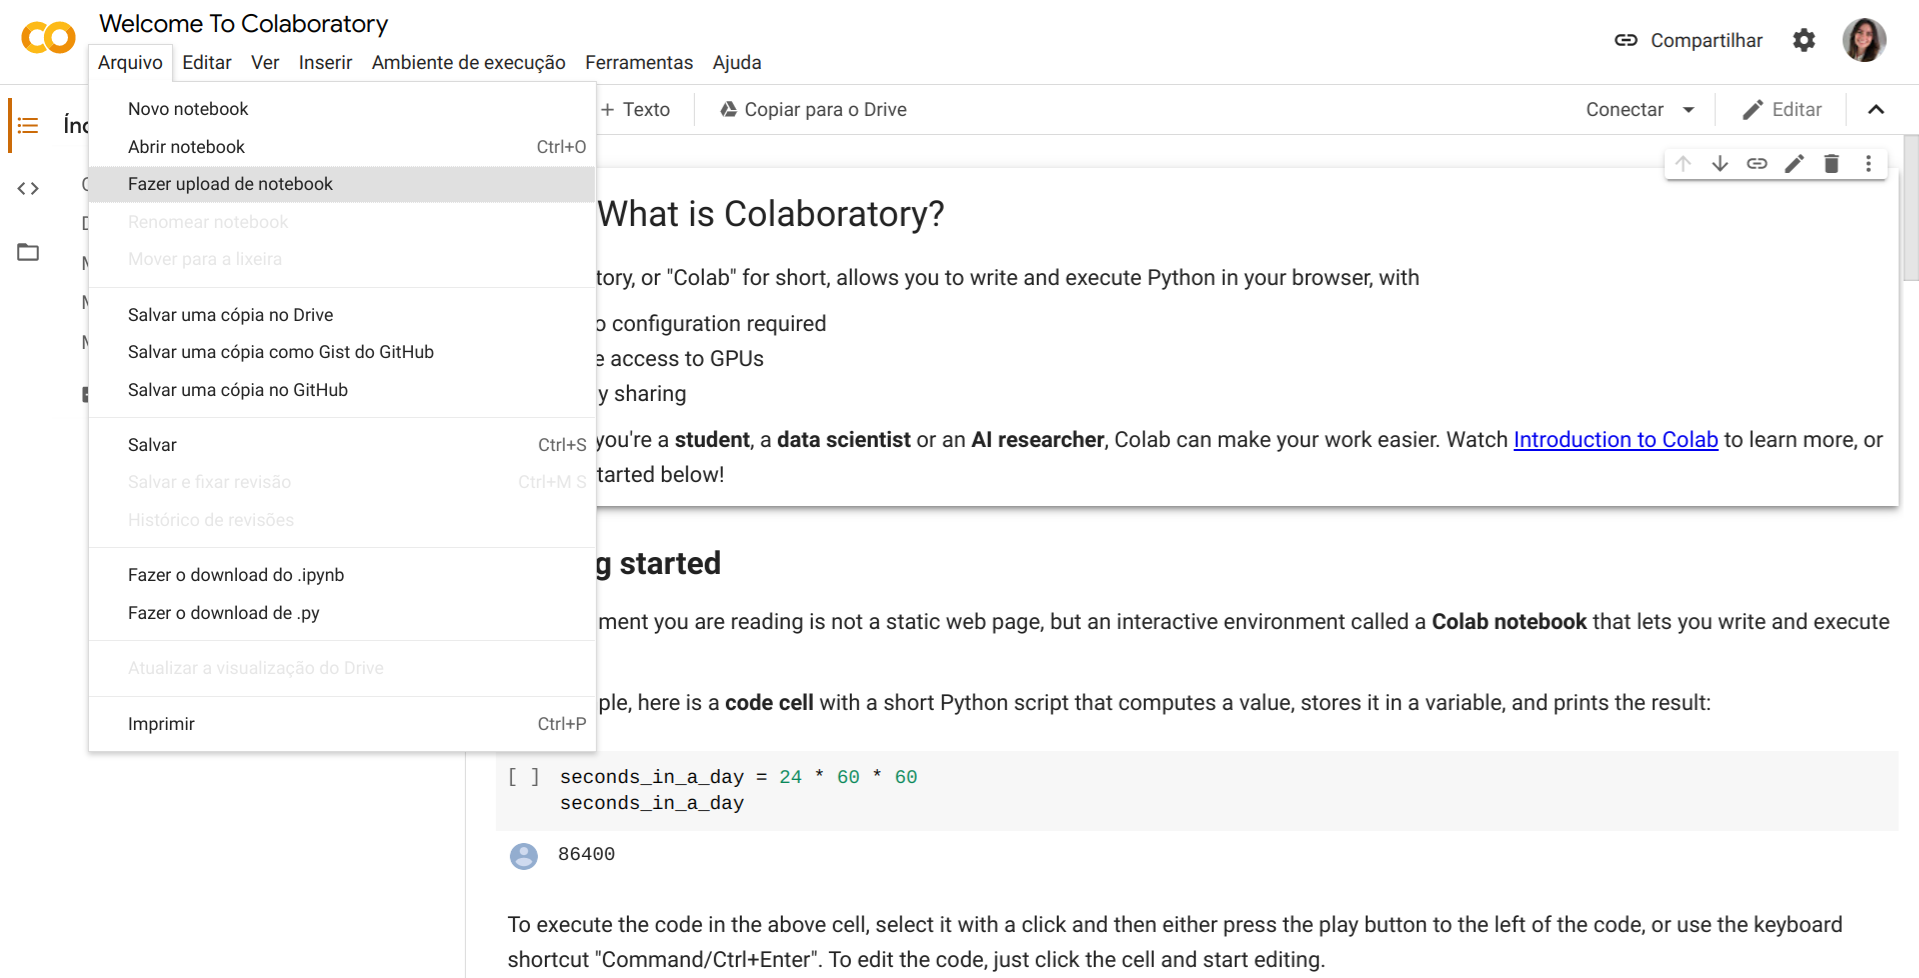 Welcome To Colaboratory
Arquivo Editar Ver Inserir Ambiente de execução Ferramentas Ajuda
Compartilhar
+ Texto Copiar para o Drive
Conectar Editar
Novo notebook
Abrir notebook Ctrl+O
Fazer upload de notebook
Renomear notebook
Mover para a lixeira
Salvar uma cópia no Drive
Salvar uma cópia como Gist do GitHub
Salvar uma cópia no GitHub
Salvar Ctrl+S
Salvar e fixar revisão Ctrl+M S
Histórico de revisões
Fazer o download do .ipynb
Fazer o download de .py
Atualizar a visualização do Drive
Imprimir Ctrl+P
What is Colaboratory?
tory, or "Colab" for short, allows you to write and execute Python in your browser, with
o configuration required
e access to GPUs
y sharing
you're a student, a data scientist or an AI researcher, Colab can make your work easier. Watch Introduction to Colab to learn more, or
tarted below!
g started
ment you are reading is not a static web page, but an interactive environment called a Colab notebook that lets you write and execute
ple, here is a code cell with a short Python script that computes a value, stores it in a variable, and prints the result:
[ ] seconds_in_a_day = 24 * 60 * 60
seconds_in_a_day
86400
To execute the code in the above cell, select it with a click and then either press the play button to the left of the code, or use the keyboard
shortcut "Command/Ctrl+Enter". To edit the code, just click the cell and start editing.